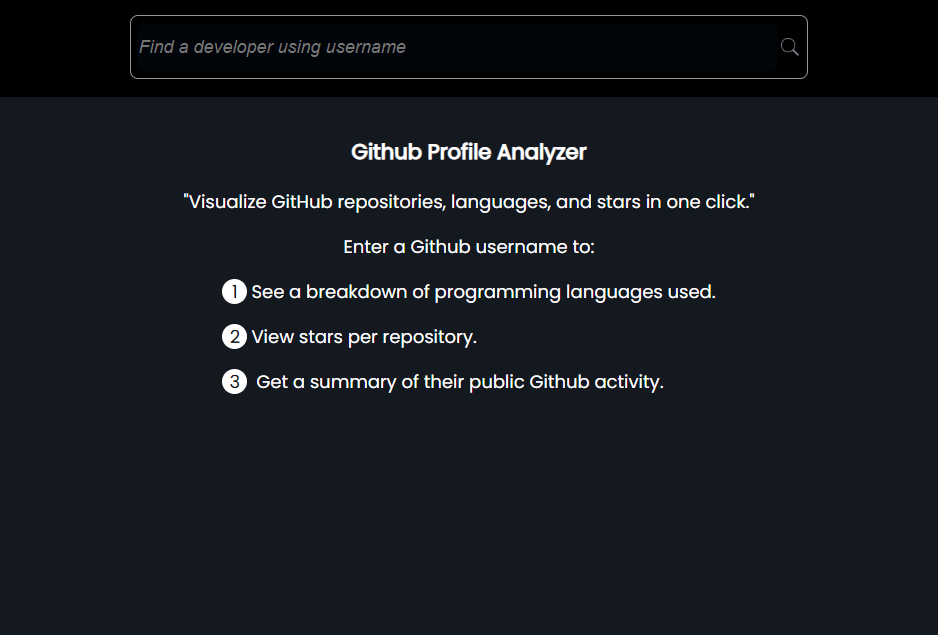 Find a developer using username
Github Profile Analyzer
"Visualize GitHub repositories, languages, and stars in one click."
Enter a Github username to:
1 See a breakdown of programming languages used.
2 View stars per repository.
3 Get a summary of their public Github activity.